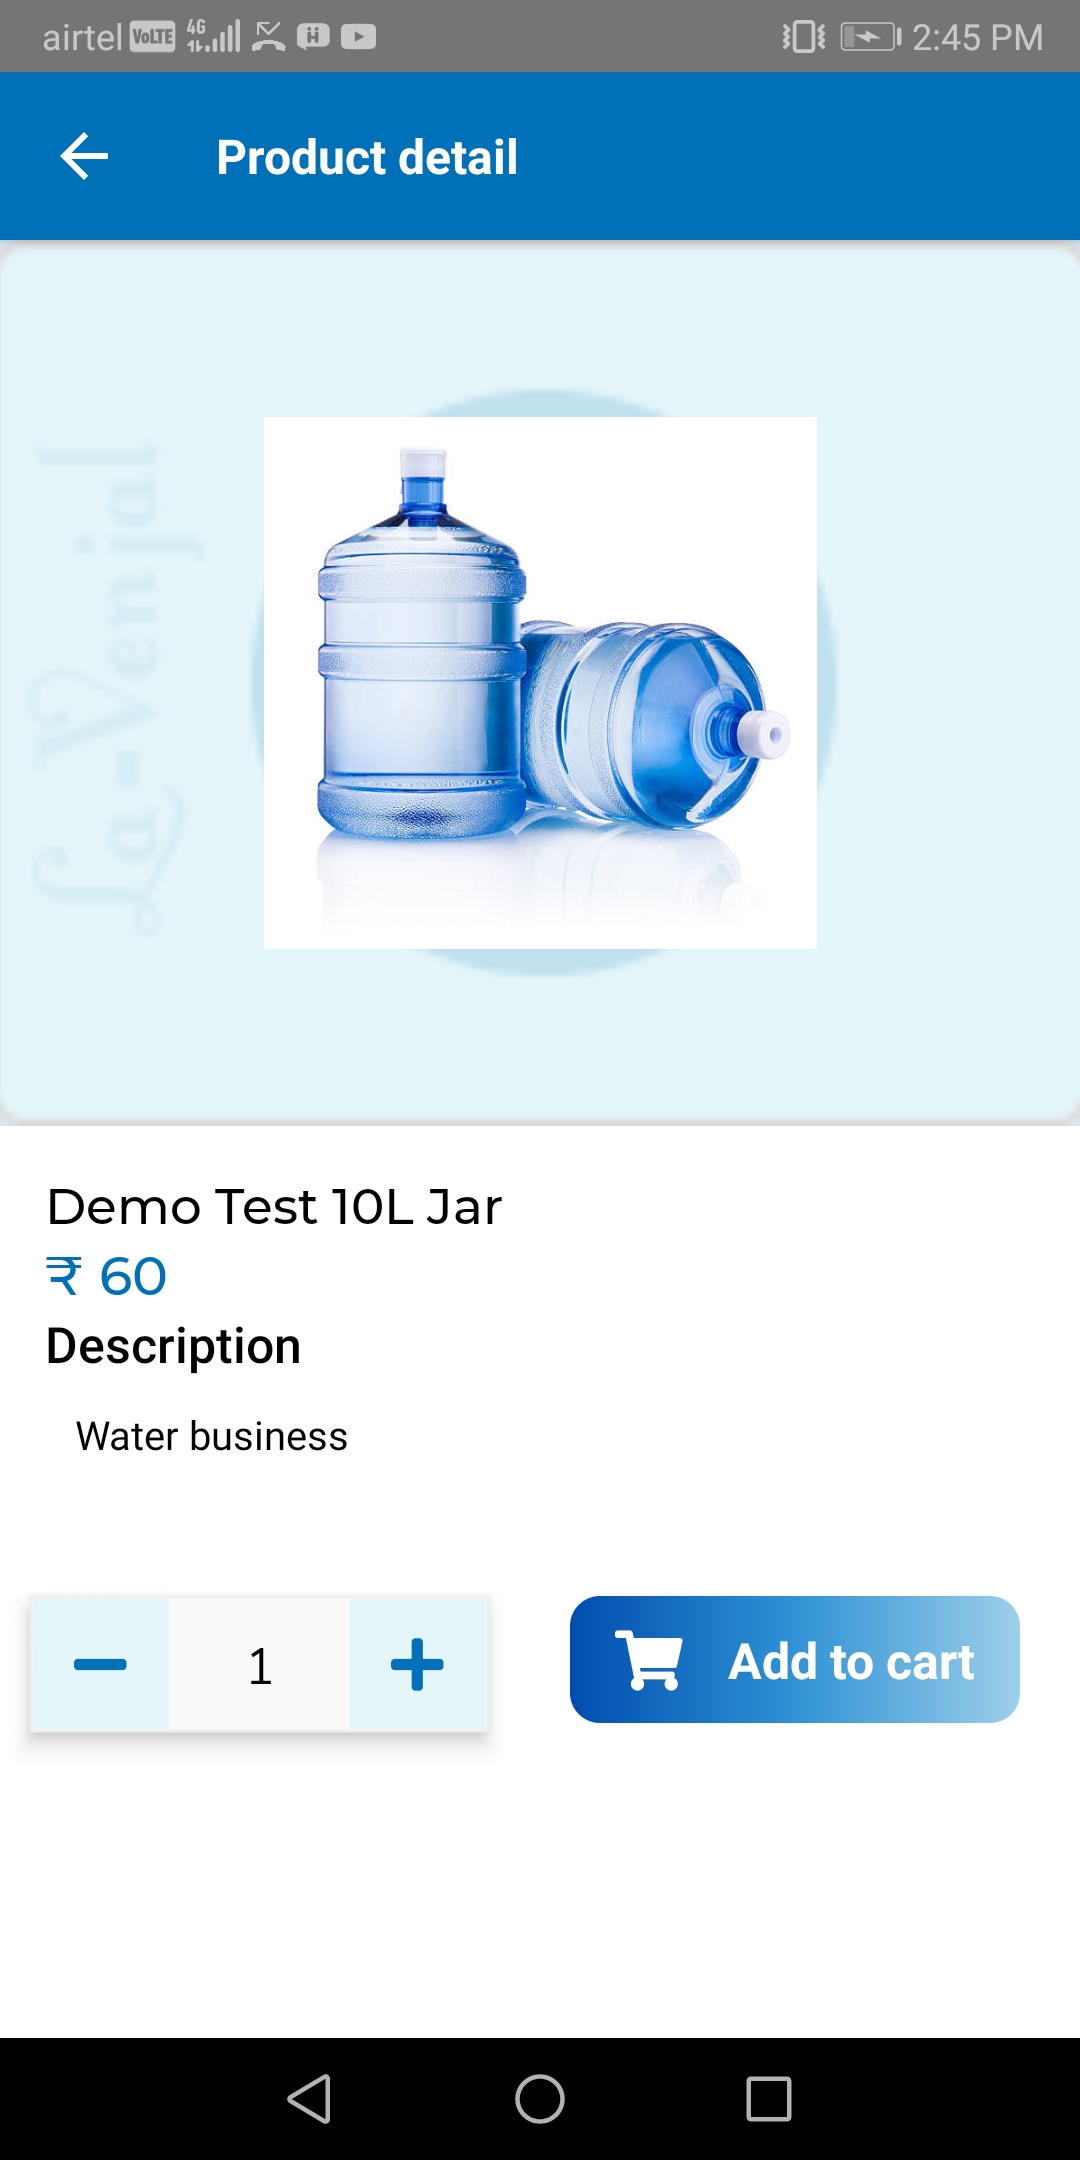 airtel VoLTE 4G 2:45 PM
Product detail
La-Venjal
Demo Test 10L Jar
₹ 60
Description
Water business
1
Add to cart